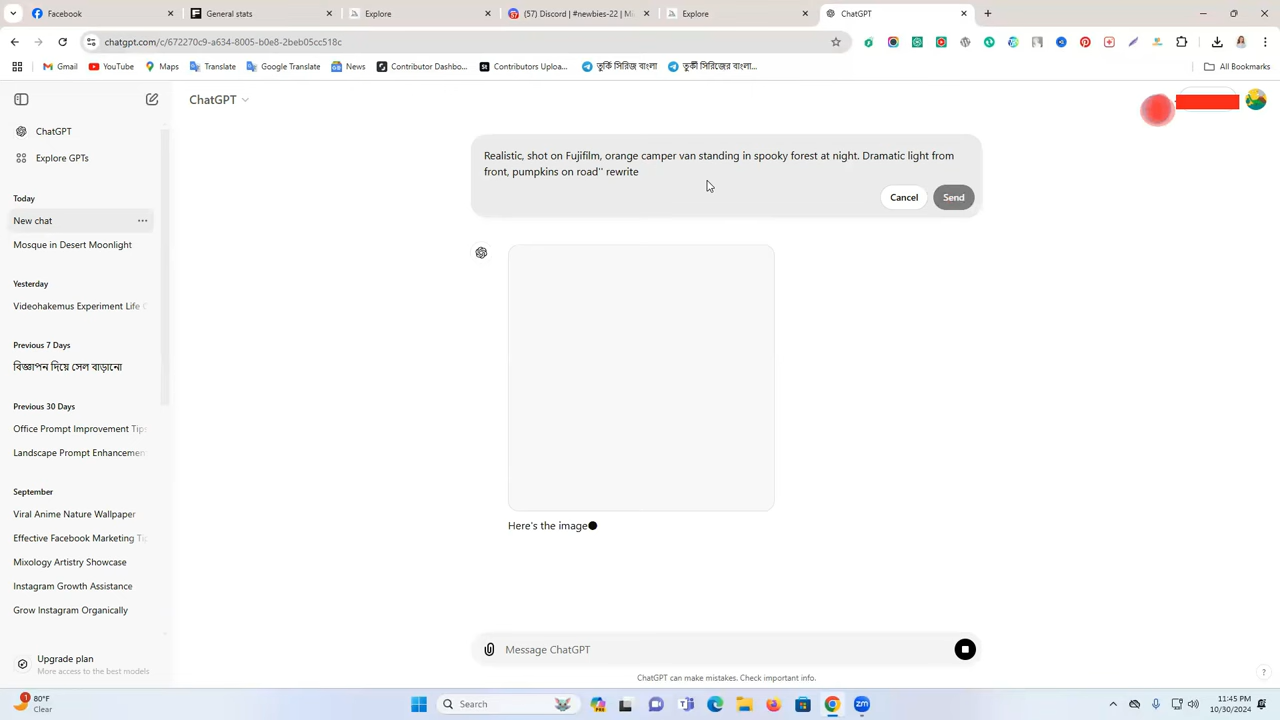 Facebook
General stats
Explore
(57) Discord | #newbies-22 | Mi
Explore
ChatGPT
chatgpt.com/c/672270c9-a634-8005-b0e8-2beb05cc518c
Gmail
YouTube
Maps
Translate
Google Translate
News
Contributor Dashbo...
Contributors Uploa...
তুর্কি সিরিজ বাংলা
তুর্কী সিরিজের বাংলা...
All Bookmarks
ChatGPT
ChatGPT
Explore GPTs
Today
New chat
Mosque in Desert Moonlight
Yesterday
Videohakemus Experiment Life
Previous 7 Days
বিজ্ঞাপন দিয়ে সেল বাড়ানো
Previous 30 Days
Office Prompt Improvement Tips
Landscape Prompt Enhancemen
September
Viral Anime Nature Wallpaper
Effective Facebook Marketing Ti
Mixology Artistry Showcase
Instagram Growth Assistance
Grow Instagram Organically
Upgrade plan
More access to the best models
Realistic, shot on Fujifilm, orange camper van standing in spooky forest at night. Dramatic light from
front, pumpkins on road'' rewrite
Cancel
Send
Here's the image
Message ChatGPT
ChatGPT can make mistakes. Check important info.
?
80°F
Clear
Search
11:45 PM
10/30/2024